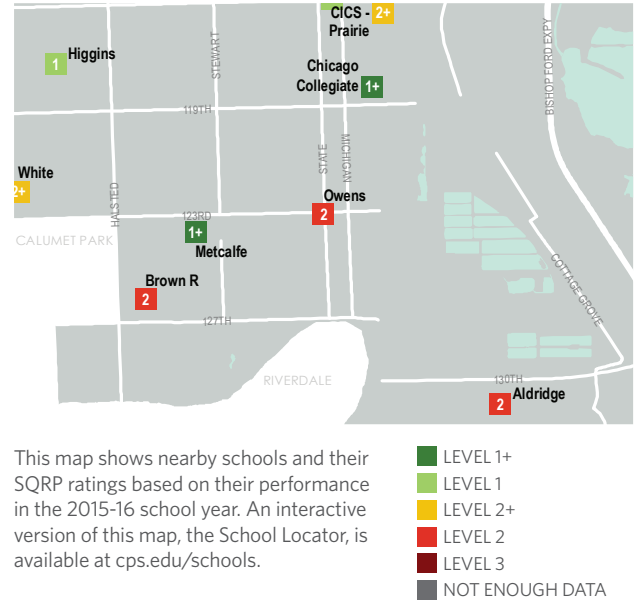 CICS -
Prairie
2+
Higgins
1
STEWART
Chicago
Collegiate
1+
BISHOP FORD EXPY
119TH
STATE
MICHIGAN
White
2+
HALSTED
Owens
2
123RD
1+
Metcalfe
CALUMET PARK
Brown R
2
COTTAGE GROVE
127TH
RIVERDALE
130TH
Aldridge
2
This map shows nearby schools and their
SQRP ratings based on their performance
in the 2015-16 school year. An interactive
version of this map, the School Locator, is
available at cps.edu/schools.
LEVEL 1+
LEVEL 1
LEVEL 2+
LEVEL 2
LEVEL 3
NOT ENOUGH DATA